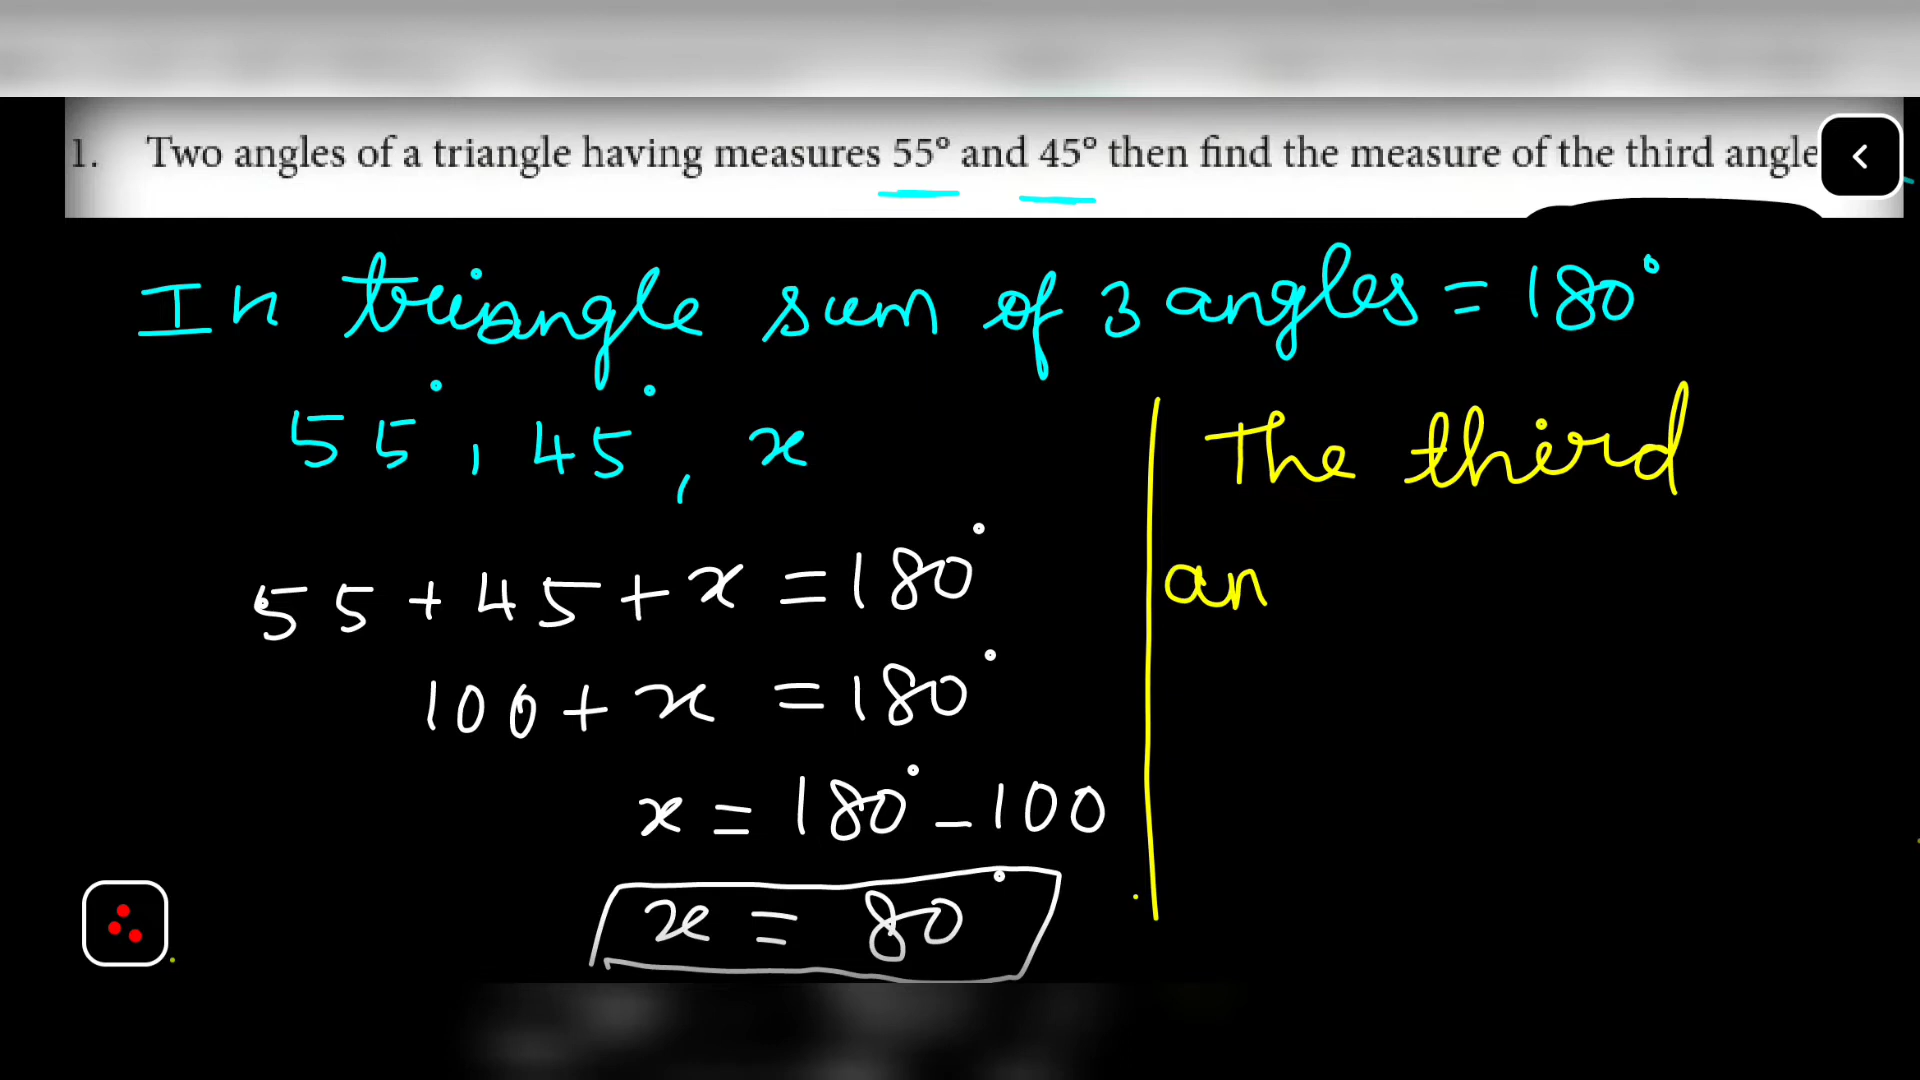 1. Two angles of a triangle having measures 55° and 45° then find the measure of the third angle
In triangle sum of 3 angles = 180°
55°, 45°, x
55 + 45 + x = 180°
100 + x = 180°
x = 180° - 100
x = 80°
The third
an